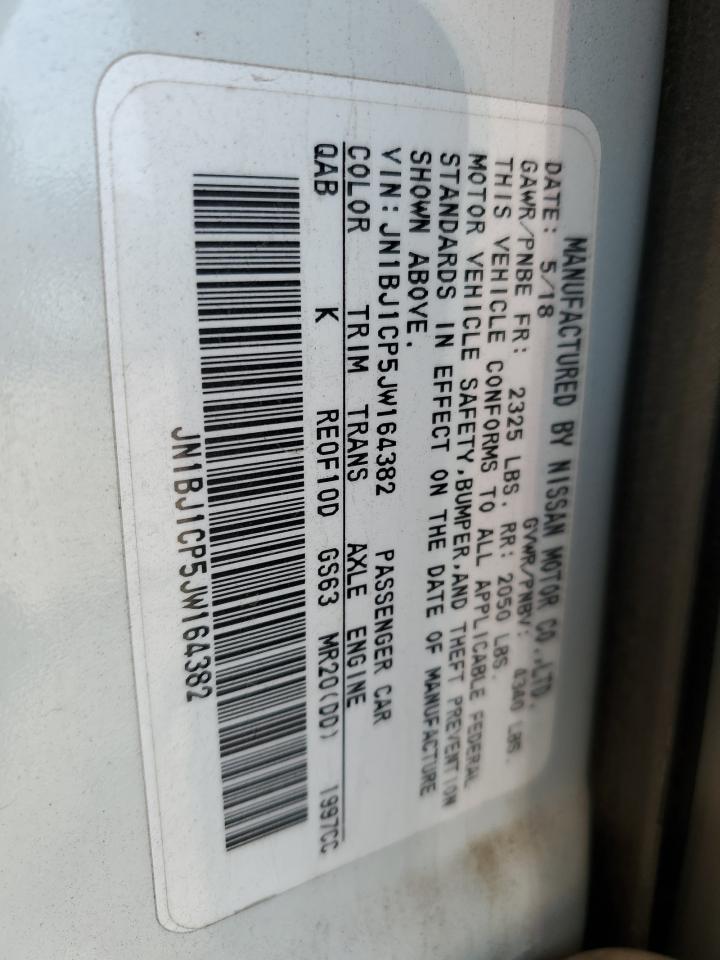 MANUFACTURED BY NISSAN MOTOR CO.,LTD.
DATE: 5/18 GVWR/PNBV: 4340 LBS.
GAWR/PNBE FR: 2325 LBS. RR: 2050 LBS.
THIS VEHICLE CONFORMS TO ALL APPLICABLE FEDERAL
MOTOR VEHICLE SAFETY,BUMPER,AND THEFT PREVENTION
STANDARDS IN EFFECT ON THE DATE OF MANUFACTURE
SHOWN ABOVE.
VIN: JN1BJ1CP5JW164382 PASSENGER CAR
COLOR TRIM TRANS AXLE ENGINE
QAB K RE0F10D GS63 MR20(DD) 1997CC
JN1BJ1CP5JW164382